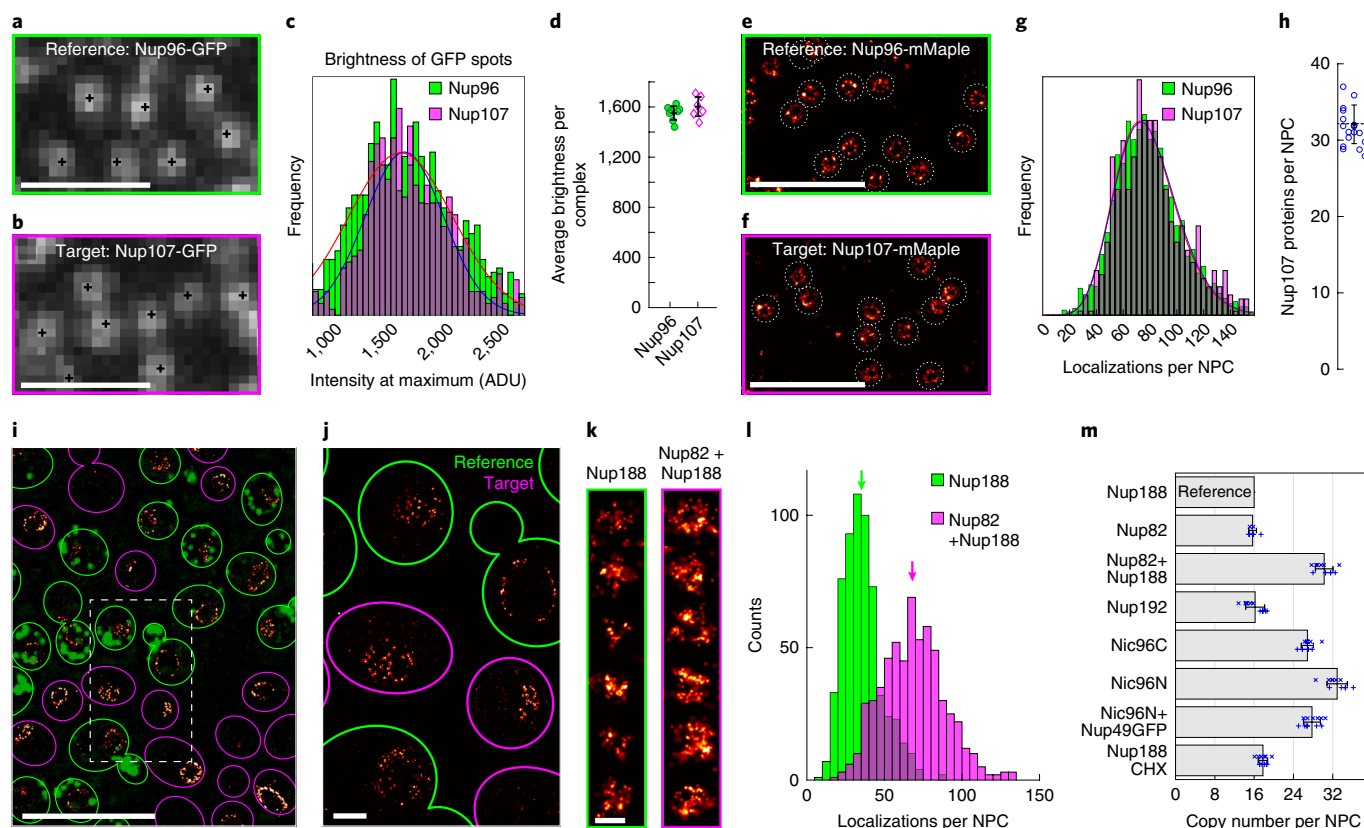 a
Reference: Nup96-GFP
b
Target: Nup107-GFP
c
Brightness of GFP spots
Nup96
Nup107
Frequency
1,000
1,500
2,000
2,500
Intensity at maximum (ADU)
d
Average brightness per
complex
1,600
1,200
800
400
0
Nup96
Nup107
e
Reference: Nup96-mMaple
f
Target: Nup107-mMaple
g
Nup96
Nup107
Frequency
0
20
40
60
80
100
120
140
Localizations per NPC
h
Nup107 proteins per NPC
40
30
20
10
0
i
j
Reference
Target
k
Nup188
Nup82 +
Nup188
l
Nup188
Nup82
+Nup188
Counts
100
50
0
0
50
100
150
Localizations per NPC
m
Nup188
Reference
Nup82
Nup82+
Nup188
Nup192
Nic96C
Nic96N
Nic96N+
Nup49GFP
Nup188
CHX
0
8
16
24
32
Copy number per NPC